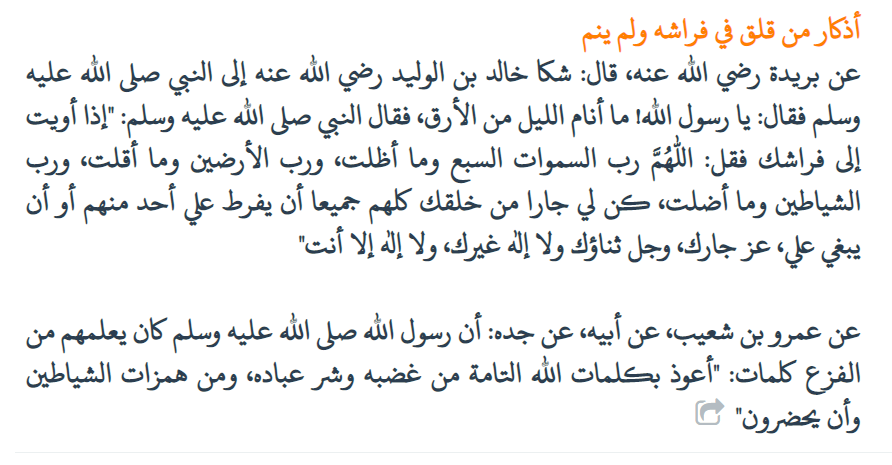 أذكار من قلق في فراشه ولم ينم
عن بريدة رضي الله عنه، قال: شكا خالد بن الوليد رضي الله عنه إلى النبي صلى الله عليه
وسلم فقال: يا رسول الله! ما أنام الليل من الأرق، فقال النبي صلى الله عليه وسلم: "إذا أويت
إلى فراشك فقل: اللّهُمَّ رب السموات السبع وما أظلت، ورب الأرضين وما أقلت، ورب
الشياطين وما أضلت، كن لي جارا من خلقك كلهم جميعا أن يفرط علي أحد منهم أو أن
يبغي علي، عز جارك، وجل ثناؤك ولا إله غيرك، ولا إله إلا أنت"
عن عمرو بن شعيب، عن أبيه، عن جده: أن رسول الله صلى الله عليه وسلم كان يعلمهم من
الفزع كلمات: "أعوذ بكلمات الله التامة من غضبه وشر عباده، ومن همزات الشياطين
وأن يحضرون"